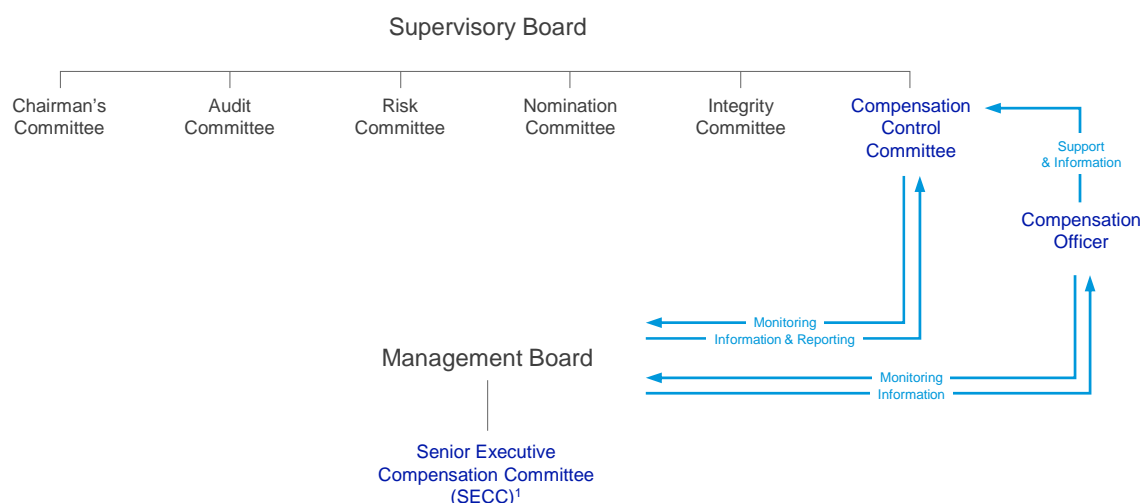 Supervisory Board
Chairman's
Committee
Audit
Committee
Risk
Committee
Nomination
Committee
Integrity
Committee
Compensation
Control
Committee
Support
& Information
Compensation
Officer
Monitoring
Information & Reporting
Management Board
Monitoring
Information
Senior Executive
Compensation Committee
(SECC)¹